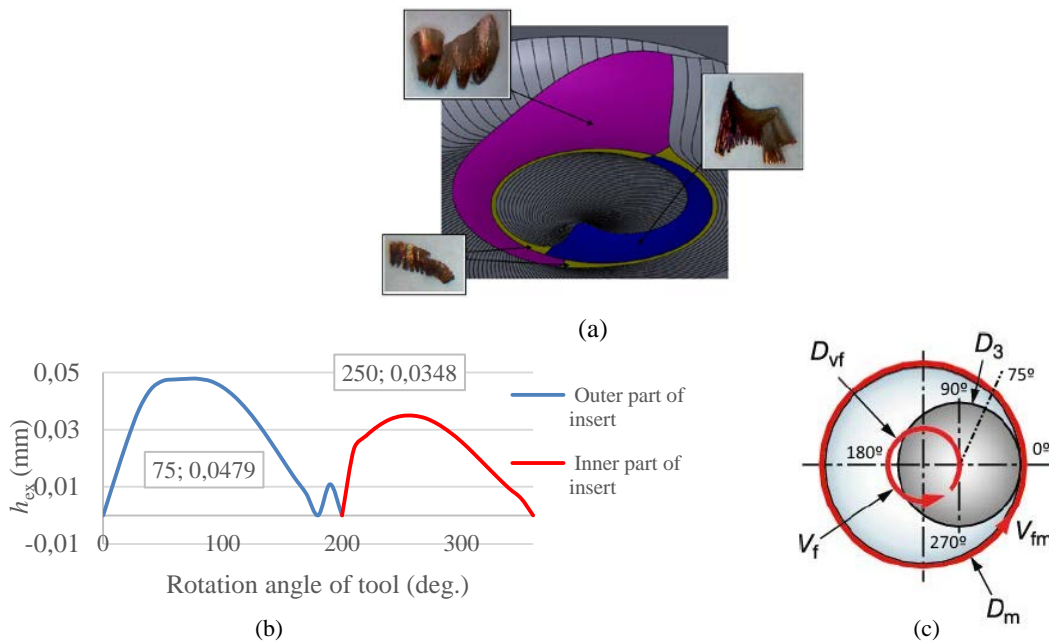 (a)
0,05
0,03
0,01
-0,01
h_ex (mm)
250; 0,0348
75; 0,0479
Outer part of
insert
Inner part of
insert
0
100
200
300
Rotation angle of tool (deg.)
(b)
D_vf
D_3
75º
90º
180º
0º
270º
V_f
V_fm
D_m
(c)